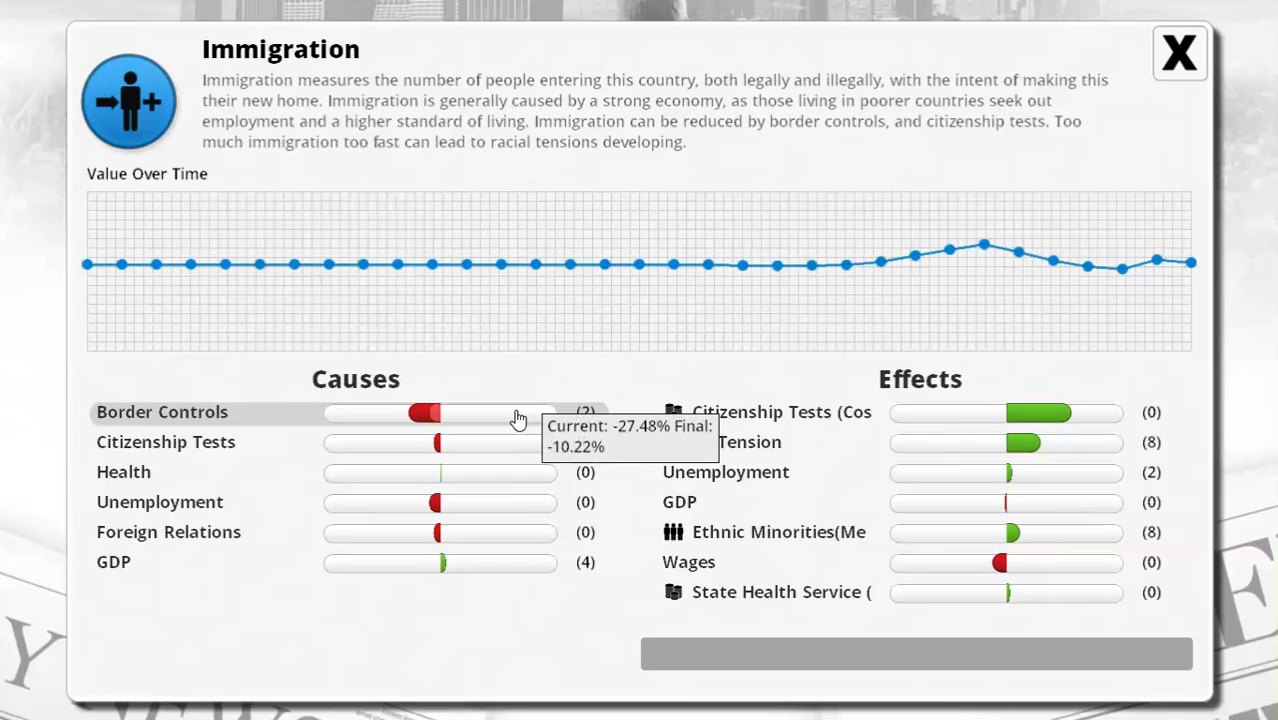 Immigration
X
Immigration measures the number of people entering this country, both legally and illegally, with the intent of making this
their new home. Immigration is generally caused by a strong economy, as those living in poorer countries seek out
employment and a higher standard of living. Immigration can be reduced by border controls, and citizenship tests. Too
much immigration too fast can lead to racial tensions developing.
Value Over Time
Causes
Border Controls (2)
Citizenship Tests
Health (0)
Unemployment (0)
Foreign Relations (0)
GDP (4)
Current: -27.48% Final:
-10.22%
Effects
Citizenship Tests (Cos (0)
Tension (8)
Unemployment (2)
GDP (0)
Ethnic Minorities(Me (8)
Wages (0)
State Health Service ( (0)